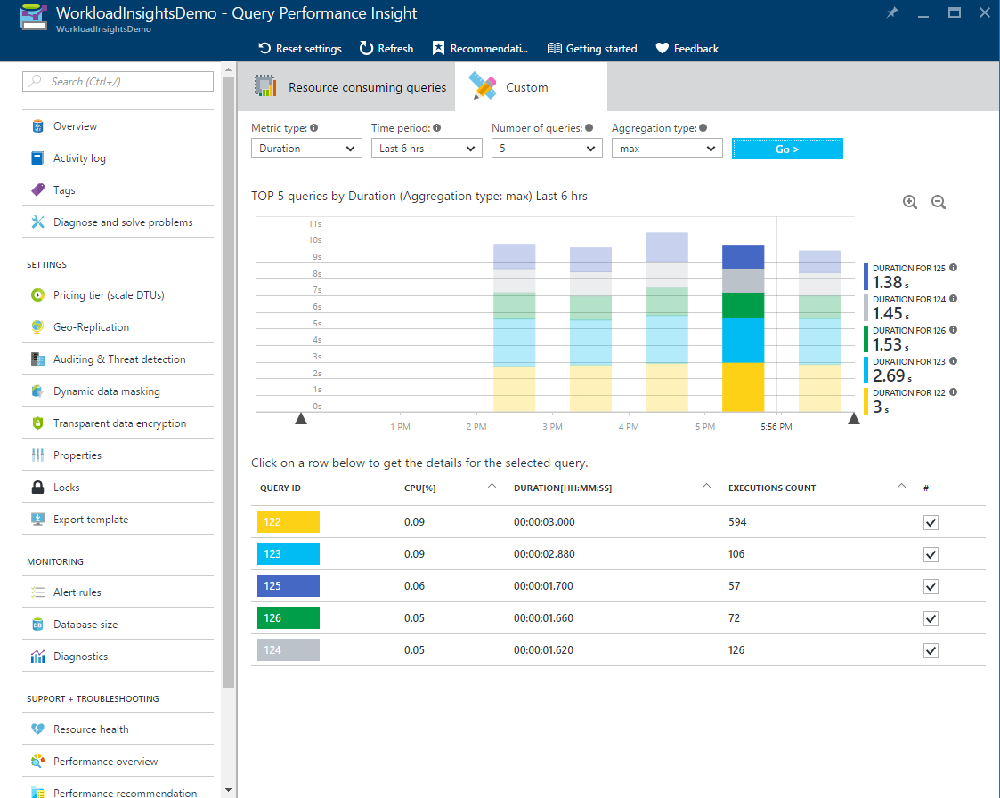 WorkloadInsightsDemo - Query Performance Insight
WorkloadInsightsDemo
Reset settings
Refresh
Recommendati...
Getting started
Feedback
Search (Ctrl+/)
Overview
Activity log
Tags
Diagnose and solve problems
SETTINGS
Pricing tier (scale DTUs)
Geo-Replication
Auditing & Threat detection
Dynamic data masking
Transparent data encryption
Properties
Locks
Export template
MONITORING
Alert rules
Database size
Diagnostics
SUPPORT + TROUBLESHOOTING
Resource health
Performance overview
Performance recommendation
Resource consuming queries
Custom
Metric type:
Time period:
Number of queries:
Aggregation type:
Duration
Last 6 hrs
5
max
Go >
TOP 5 queries by Duration (Aggregation type: max) Last 6 hrs
11s
10s
9s
8s
7s
6s
5s
4s
3s
2s
1s
0s
1 PM
2 PM
3 PM
4 PM
5 PM
5:56 PM
DURATION FOR 125
1.38 s
DURATION FOR 124
1.45 s
DURATION FOR 126
1.53 s
DURATION FOR 123
2.69 s
DURATION FOR 122
3 s
Click on a row below to get the details for the selected query.
QUERY ID CPU[%] DURATION[HH:MM:SS] EXECUTIONS COUNT #
122 0.09 00:00:03.000 594
123 0.09 00:00:02.880 106
125 0.06 00:00:01.700 57
126 0.05 00:00:01.660 72
124 0.05 00:00:01.620 126